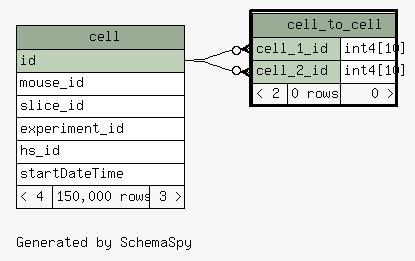 cell
id
mouse_id
slice_id
experiment_id
hs_id
startDateTime
< 4 150,000 rows 3 >
cell_to_cell
cell_1_id int4[10]
cell_2_id int4[10]
< 2 0 rows 0 >
Generated by SchemaSpy